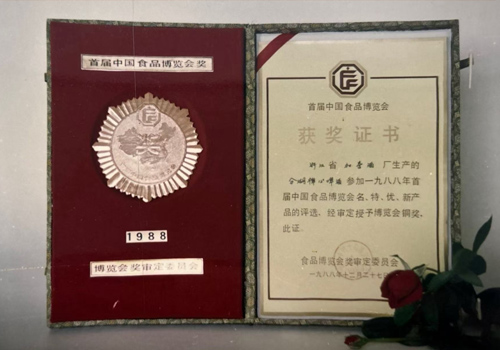 首届中国食品博览会奖
1988
博览会奖审定委员会
首届中国食品博览会
获奖证书
浙江省 厂生产的
参加一九八八年首
届中国食品博览会名、特、优、新产
品的评选、经审定授予博览会铜奖、
此证.
食品博览会奖审定委员会
一九八八年十二月二十七